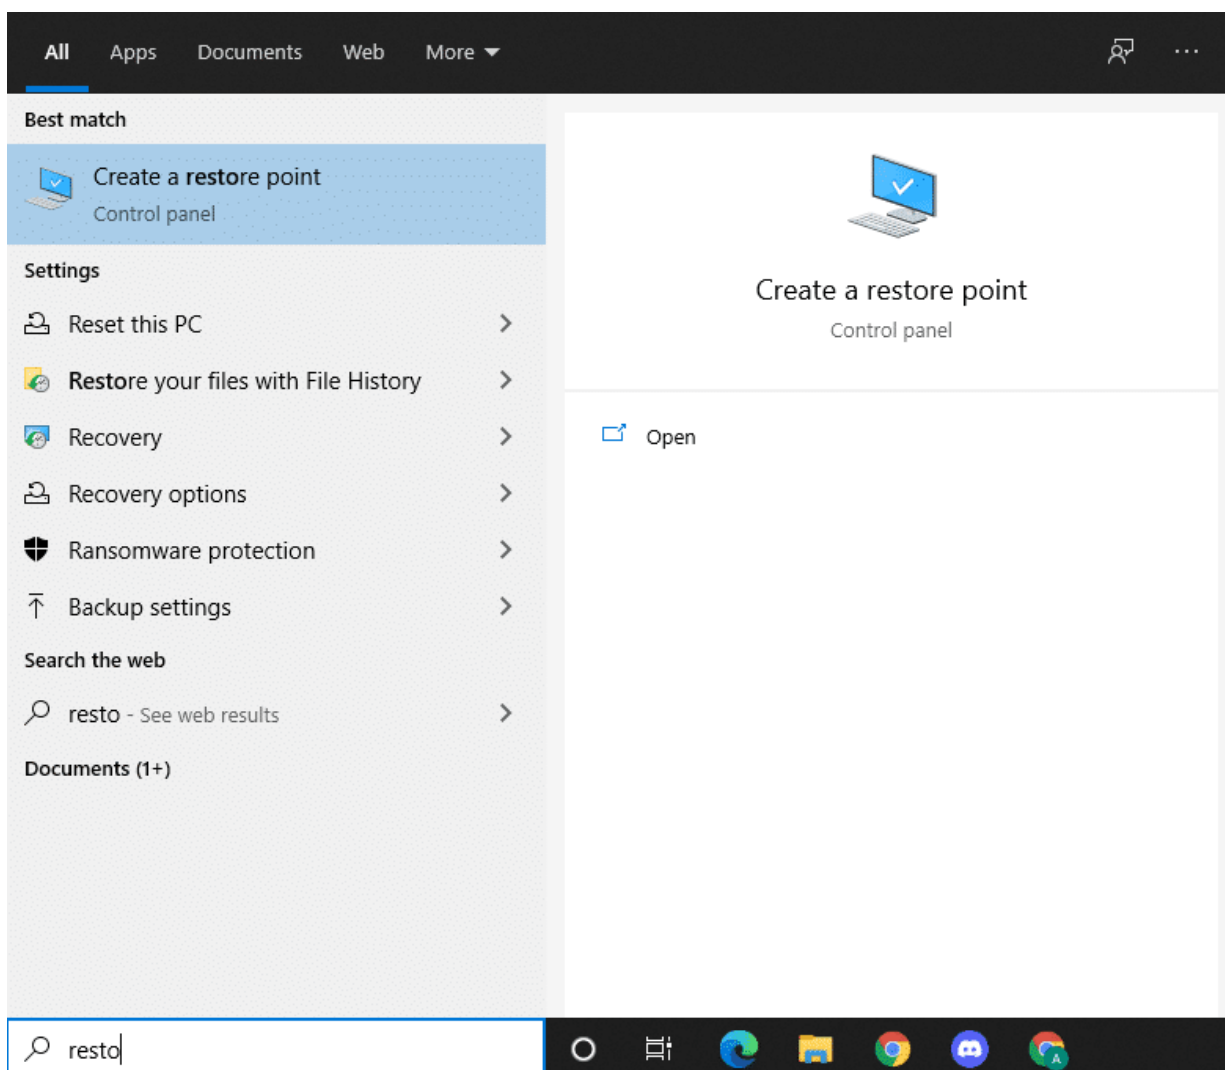 All Apps Documents Web More
Best match
Create a restore point
Control panel
Settings
Reset this PC
Restore your files with File History
Recovery
Recovery options
Ransomware protection
Backup settings
Search the web
resto - See web results
Documents (1+)
resto
Create a restore point
Control panel
Open
A